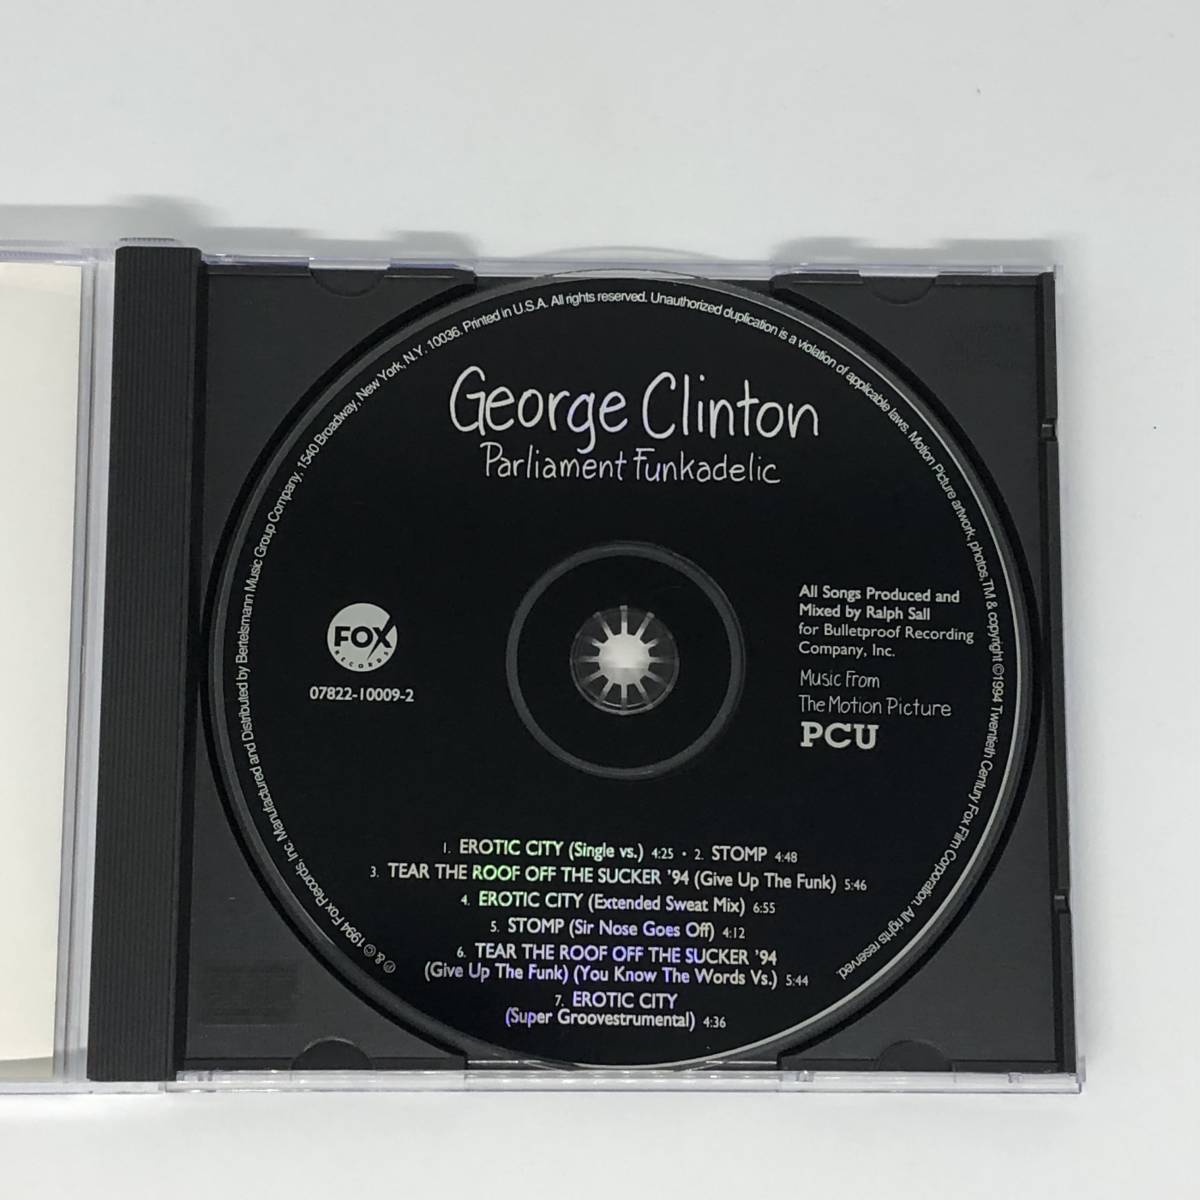 George Clinton
Parliament Funkadelic
All Songs Produced and
Mixed by Ralph Sall
for Bulletproof Recording
Company, Inc.
Music From
The Motion Picture
PCU
FOX
RECORDS
07822-10009-2
1. EROTIC CITY (Single vs.) 4:25 · 2. STOMP 4:48
3. TEAR THE ROOF OFF THE SUCKER '94 (Give Up The Funk) 5:46
4. EROTIC CITY (Extended Sweat Mix) 6:55
5. STOMP (Sir Nose Goes Off) 4:12
6. TEAR THE ROOF OFF THE SUCKER '94
(Give Up The Funk) (You Know The Words Vs.) 5:44
7. EROTIC CITY
(Super Groovestrumental) 4:36
℗ & © 1994 Fox Records, Inc. Manufactured and Distributed by Bertelsmann Music Group Company, 1540 Broadway, New York, N.Y. 10036. Printed in U.S.A. All rights reserved. Unauthorized duplication is a violation of applicable laws. Motion Picture artwork, photos,TM & copyright ©1994 Twentieth Century Fox Film Corporation. All rights reserved.